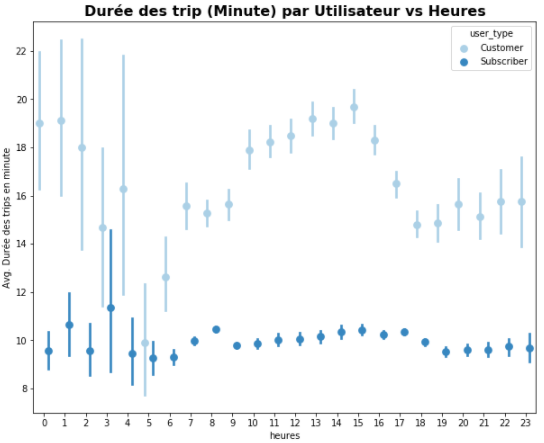 Durée des trip (Minute) par Utilisateur vs Heures
user_type
Customer
Subscriber
Avg. Durée des trips en minute
22
20
18
16
14
12
10
8
0 1 2 3 4 5 6 7 8 9 10 11 12 13 14 15 16 17 18 19 20 21 22 23
heures